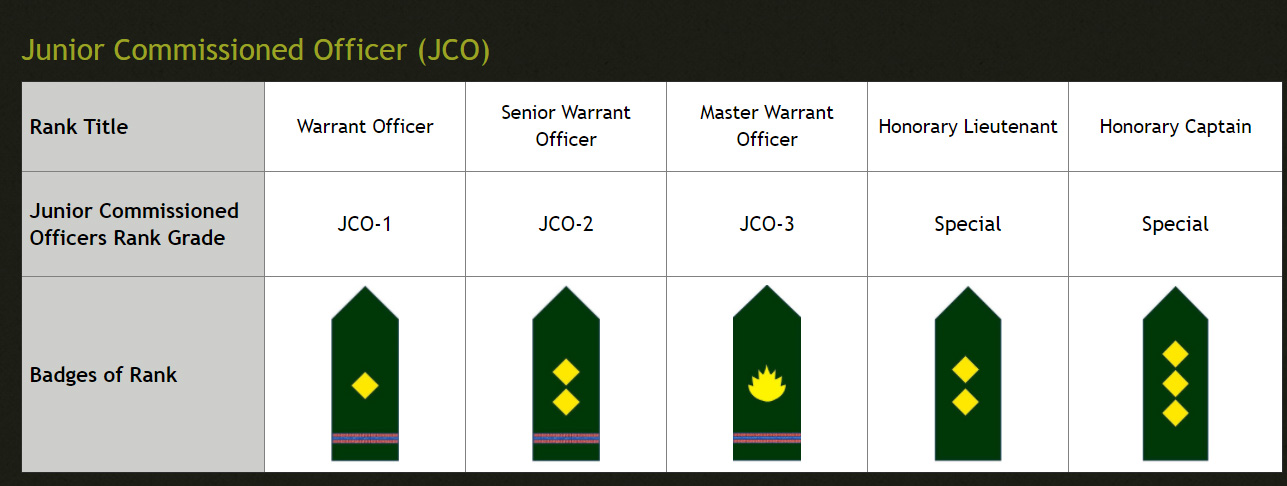 Junior Commissioned Officer (JCO)
Rank Title
Warrant Officer
Senior Warrant
Officer
Master Warrant
Officer
Honorary Lieutenant
Honorary Captain
Junior Commissioned
Officers Rank Grade
JCO-1
JCO-2
JCO-3
Special
Special
Badges of Rank